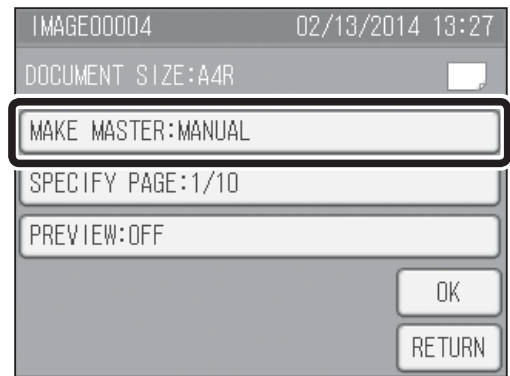 IMAGE00004 02/13/2014 13:27
DOCUMENT SIZE:A4R
MAKE MASTER:MANUAL
SPECIFY PAGE:1/10
PREVIEW:OFF
OK
RETURN